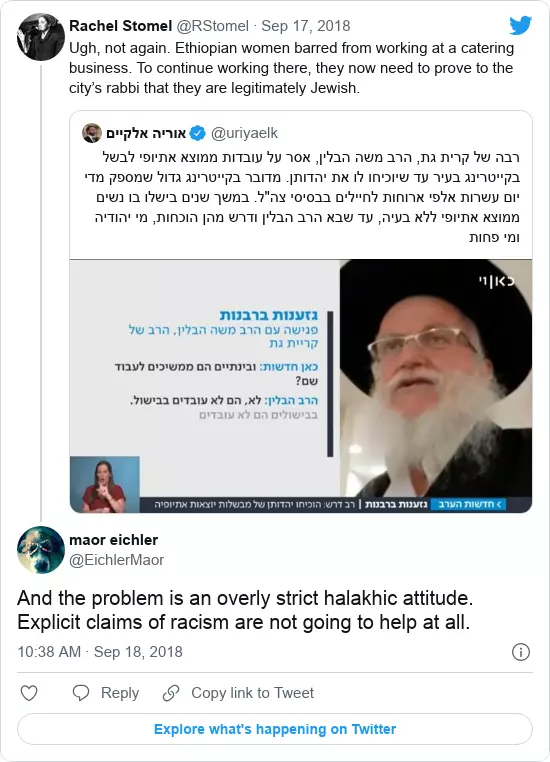 Rachel Stomel @RStomel · Sep 17, 2018
Ugh, not again. Ethiopian women barred from working at a catering
business. To continue working there, they now need to prove to the
city’s rabbi that they are legitimately Jewish.
אוריה אלקיים @uriyaelk
רבה של קרית גת, הרב משה הבלין, אסר על עובדות ממוצא אתיופי לבשל
בקייטרינג בעיר עד שיוכיחו לו את יהדותן. מדובר בקייטרינג גדול שמספק מדי
יום עשרות אלפי ארוחות לחיילים בבסיסי צה"ל. במשך שנים בישלו בו נשים
ממוצא אתיופי ללא בעיה, עד שבא הרב הבלין ודרש מהן הוכחות, מי יהודיה
ומי פחות
כאן|וי
גזענות ברבנות
פגישה עם הרב משה הבלין, הרב של
קריית גת
כאן חדשות: ובינתיים הם ממשיכים לעבוד
שם?
הרב הבלין: לא, הם לא עובדים בבישול.
בבישולים הם לא עובדים
חדשות הערב גזענות ברבנות | רב דרש: הוכיחו יהדותן של מבשלות יוצאות אתיופיה
maor eichler
@EichlerMaor
And the problem is an overly strict halakhic attitude.
Explicit claims of racism are not going to help at all.
10:38 AM · Sep 18, 2018
Reply Copy link to Tweet
Explore what's happening on Twitter